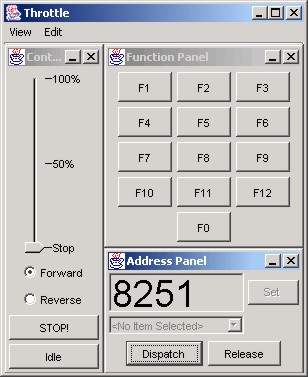 Throttle
View Edit
Cont...
100%
50%
Stop
Forward
Reverse
STOP!
Idle
Function Panel
F1 F2 F3
F4 F5 F6
F7 F8 F9
F10 F11 F12
F0
Address Panel
8251
Set
<No Item Selected>
Dispatch Release